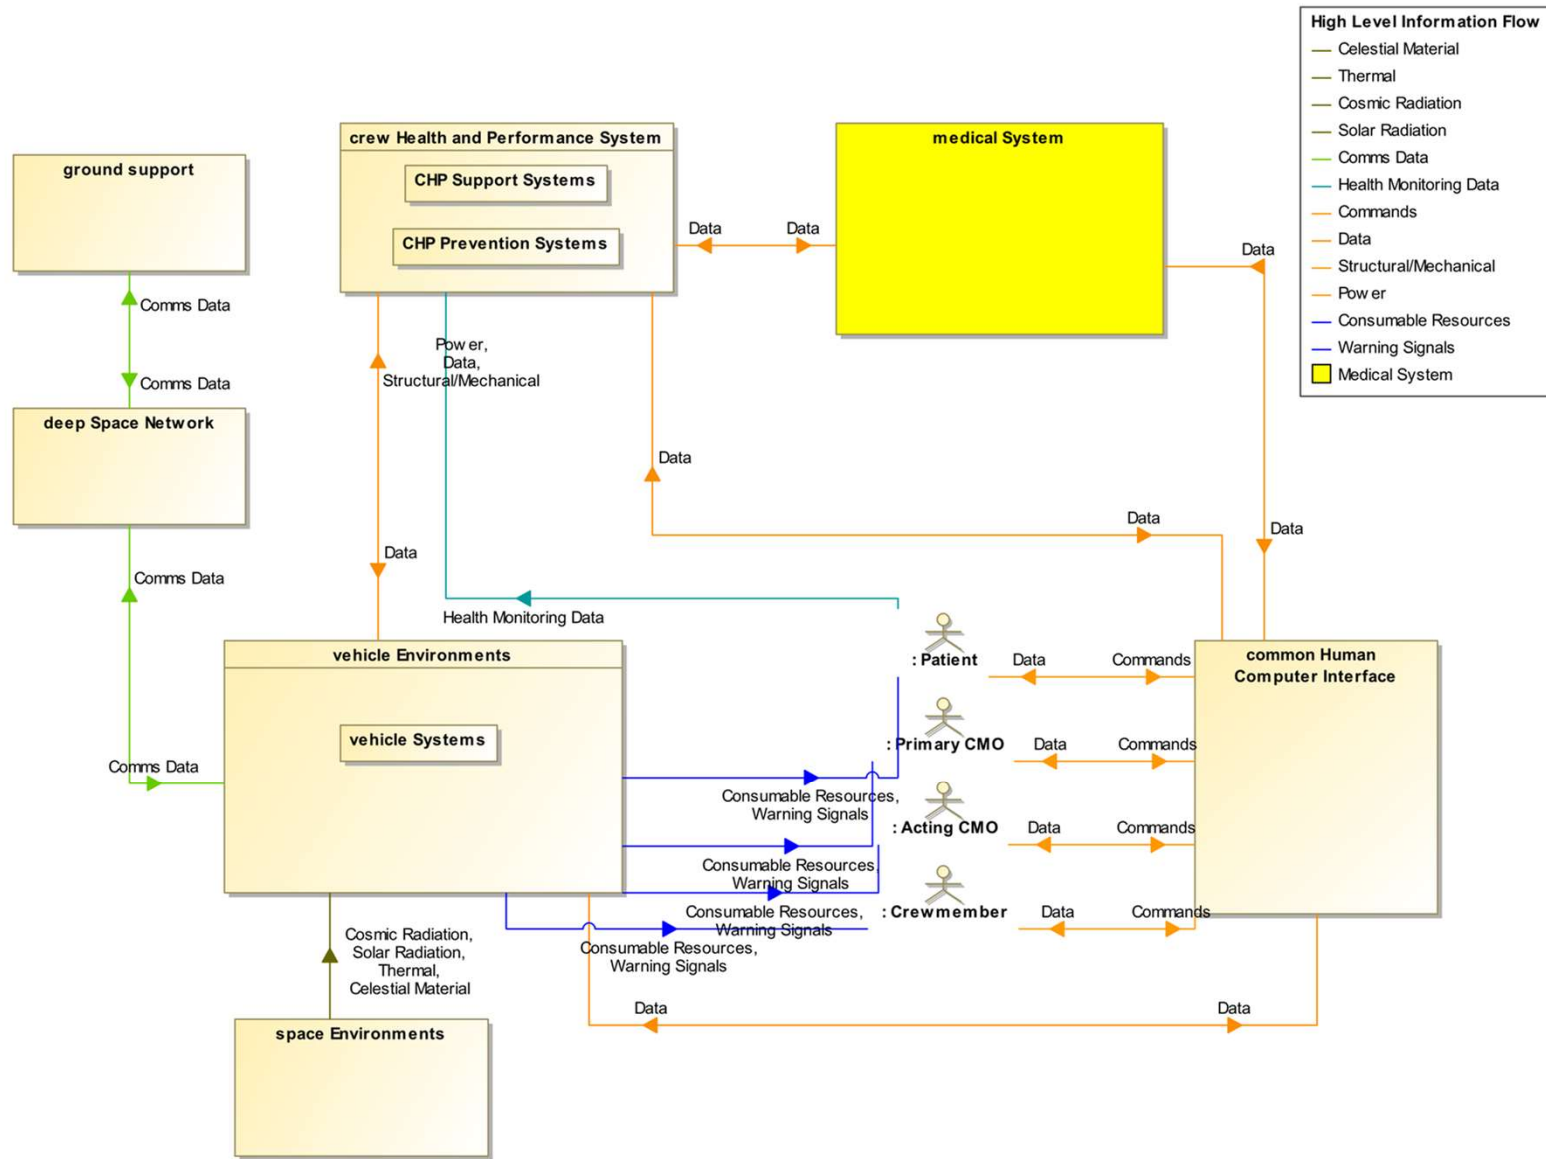 High Level Information Flow
Celestial Material
Thermal
Cosmic Radiation
Solar Radiation
Comms Data
Health Monitoring Data
Commands
Data
Structural/Mechanical
Power
Consumable Resources
Warning Signals
Medical System
crew Health and Performance System
CHP Support Systems
CHP Prevention Systems
medical System
ground support
Data
Data
Data
Comms Data
Comms Data
Power,
Data,
Structural/Mechanical
deep Space Network
Data
Data
Data
Data
Comms Data
Health Monitoring Data
vehicle Environments
vehicle Systems
Comms Data
: Patient
Data
Commands
common Human
Computer Interface
: Primary CMO
Data
Commands
Consumable Resources,
Warning Signals
: Acting CMO
Data
Commands
Consumable Resources,
Warning Signals
: Crewmember
Data
Commands
Consumable Resources,
Warning Signals
Consumable Resources,
Warning Signals
Cosmic Radiation,
Solar Radiation,
Thermal,
Celestial Material
Data
Data
space Environments